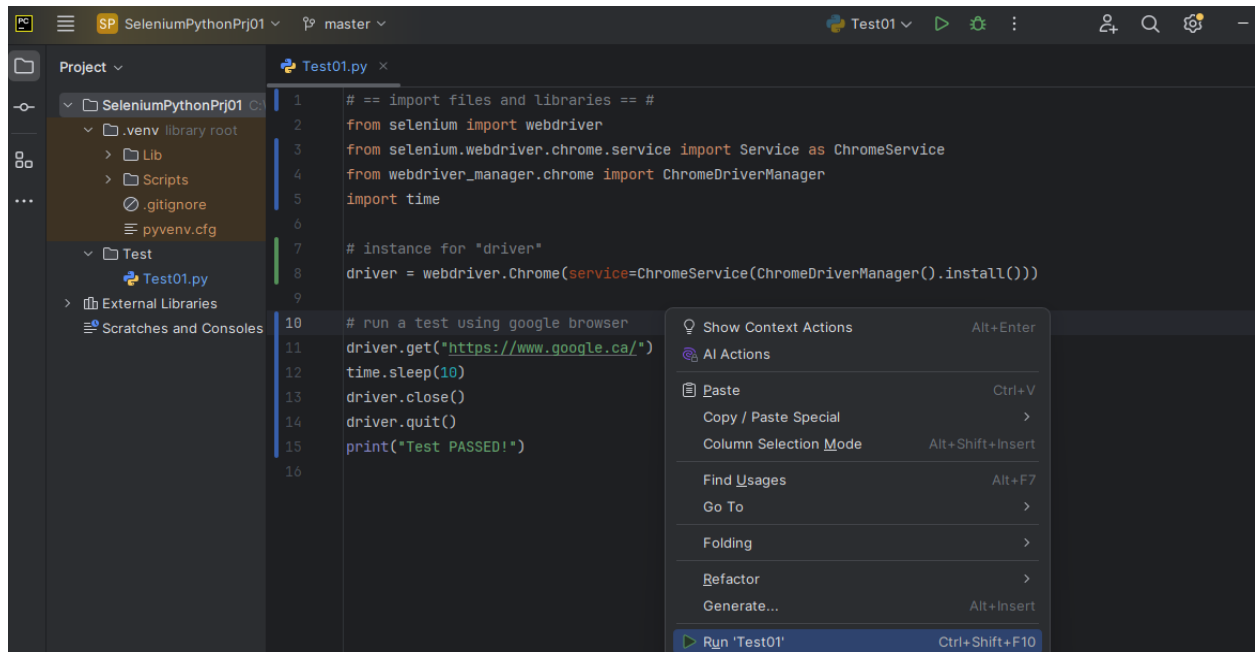 PC
SP SeleniumPythonPrj01
master
Test01
Project
Test01.py
SeleniumPythonPrj01 C:\
.venv library root
Lib
Scripts
.gitignore
pyvenv.cfg
Test
Test01.py
External Libraries
Scratches and Consoles
1 # == import files and libraries == #
2 from selenium import webdriver
3 from selenium.webdriver.chrome.service import Service as ChromeService
4 from webdriver_manager.chrome import ChromeDriverManager
5 import time
6
7 # instance for "driver"
8 driver = webdriver.Chrome(service=ChromeService(ChromeDriverManager().install()))
9
10 # run a test using google browser
11 driver.get("https://www.google.ca/")
12 time.sleep(10)
13 driver.close()
14 driver.quit()
15 print("Test PASSED!")
16
Show Context Actions Alt+Enter
AI Actions
Paste Ctrl+V
Copy / Paste Special
Column Selection Mode Alt+Shift+Insert
Find Usages Alt+F7
Go To
Folding
Refactor
Generate... Alt+Insert
Run 'Test01' Ctrl+Shift+F10